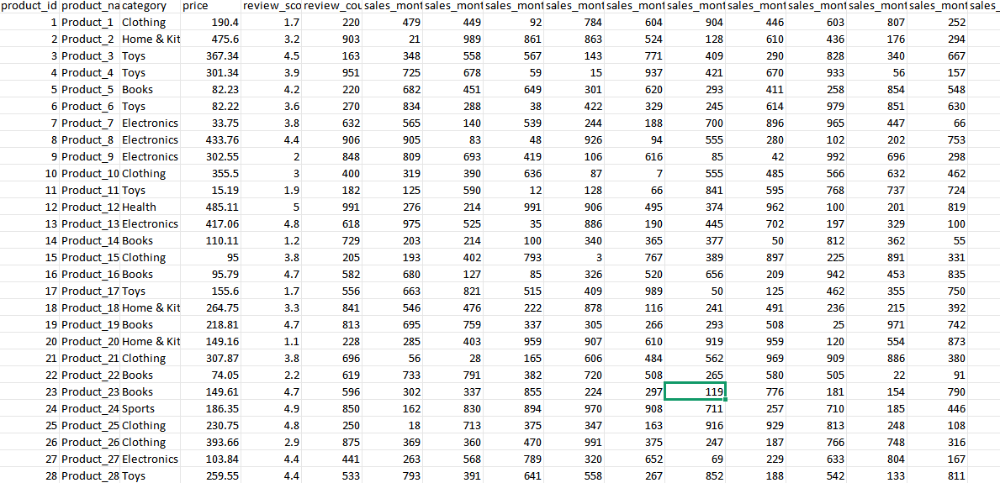 product_id product_na category price review_sco review_cou sales_mont sales_mont sales_mont sales_mont sales_mont sales_mont sales_mont sales_mont sales_mont sales_mont sales_
1 Product_1 Clothing 190.4 1.7 220 479 449 92 784 604 904 446 603 807 252
2 Product_2 Home & Kit 475.6 3.2 903 21 989 861 863 524 128 610 436 176 294
3 Product_3 Toys 367.34 4.5 163 348 558 567 143 771 409 290 828 340 667
4 Product_4 Toys 301.34 3.9 951 725 678 59 15 937 421 670 933 56 157
5 Product_5 Books 82.23 4.2 220 682 451 649 301 620 293 411 258 854 548
6 Product_6 Toys 82.22 3.6 270 834 288 38 422 329 245 614 979 851 630
7 Product_7 Electronics 33.75 3.8 632 565 140 539 244 188 700 896 965 447 66
8 Product_8 Electronics 433.76 4.4 906 905 83 48 926 94 555 280 102 202 753
9 Product_9 Electronics 302.55 2 848 809 693 419 106 616 85 42 992 696 298
10 Product_10 Clothing 355.5 3 400 319 390 636 87 7 555 485 566 632 462
11 Product_11 Toys 15.19 1.9 182 125 590 12 128 66 841 595 768 737 724
12 Product_12 Health 485.11 5 991 276 214 991 906 495 374 962 100 201 819
13 Product_13 Electronics 417.06 4.8 618 975 525 35 886 190 445 702 197 329 100
14 Product_14 Books 110.11 1.2 729 203 214 100 340 365 377 50 812 362 55
15 Product_15 Clothing 95 3.8 205 193 402 793 3 767 389 897 225 891 331
16 Product_16 Books 95.79 4.7 582 680 127 85 326 520 656 209 942 453 835
17 Product_17 Toys 155.6 1.7 556 663 821 515 409 989 50 125 462 355 750
18 Product_18 Home & Kit 264.75 3.3 841 546 476 222 878 116 241 491 236 215 392
19 Product_19 Books 218.81 4.7 813 695 759 337 305 266 293 508 25 971 742
20 Product_20 Home & Kit 149.16 1.1 228 285 403 959 907 610 919 959 120 554 873
21 Product_21 Clothing 307.87 3.8 696 56 28 165 606 484 562 969 909 886 380
22 Product_22 Books 74.05 2.2 619 733 791 382 720 508 265 580 505 22 91
23 Product_23 Books 149.61 4.7 596 302 337 855 224 297 119 776 181 154 790
24 Product_24 Sports 186.35 4.9 850 162 830 894 970 908 711 257 710 185 446
25 Product_25 Clothing 230.75 4.8 250 18 713 375 347 163 916 929 813 248 108
26 Product_26 Clothing 393.66 2.9 875 369 360 470 991 375 247 187 766 748 316
27 Product_27 Electronics 103.84 4.4 441 263 568 789 320 652 69 229 633 804 167
28 Product_28 Toys 259.55 4.4 533 793 391 641 558 267 852 188 542 133 811